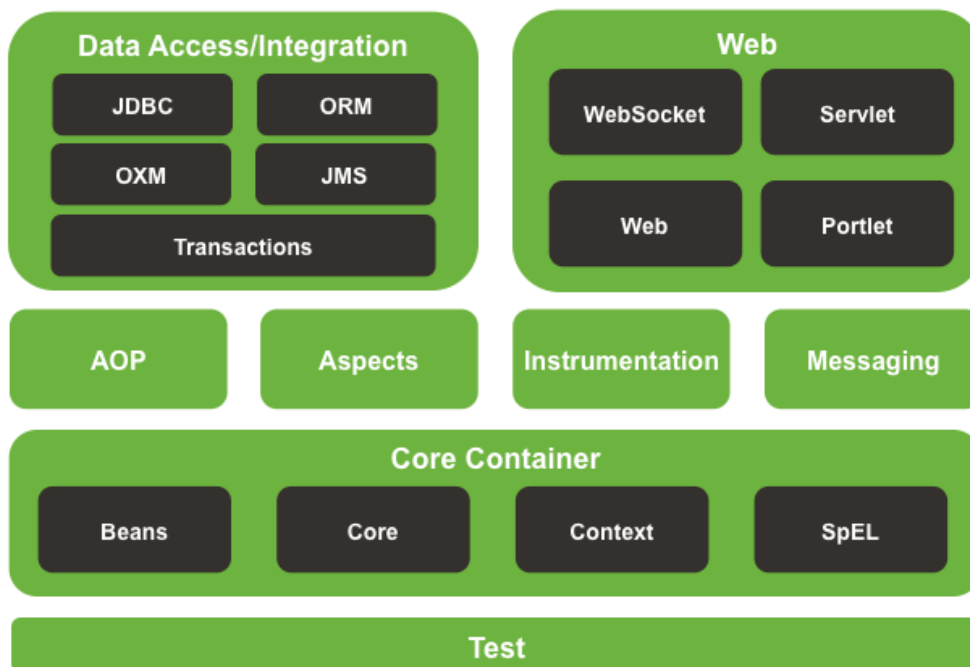 Data Access/Integration
JDBC
ORM
OXM
JMS
Transactions
Web
WebSocket
Servlet
Web
Portlet
AOP
Aspects
Instrumentation
Messaging
Core Container
Beans
Core
Context
SpEL
Test